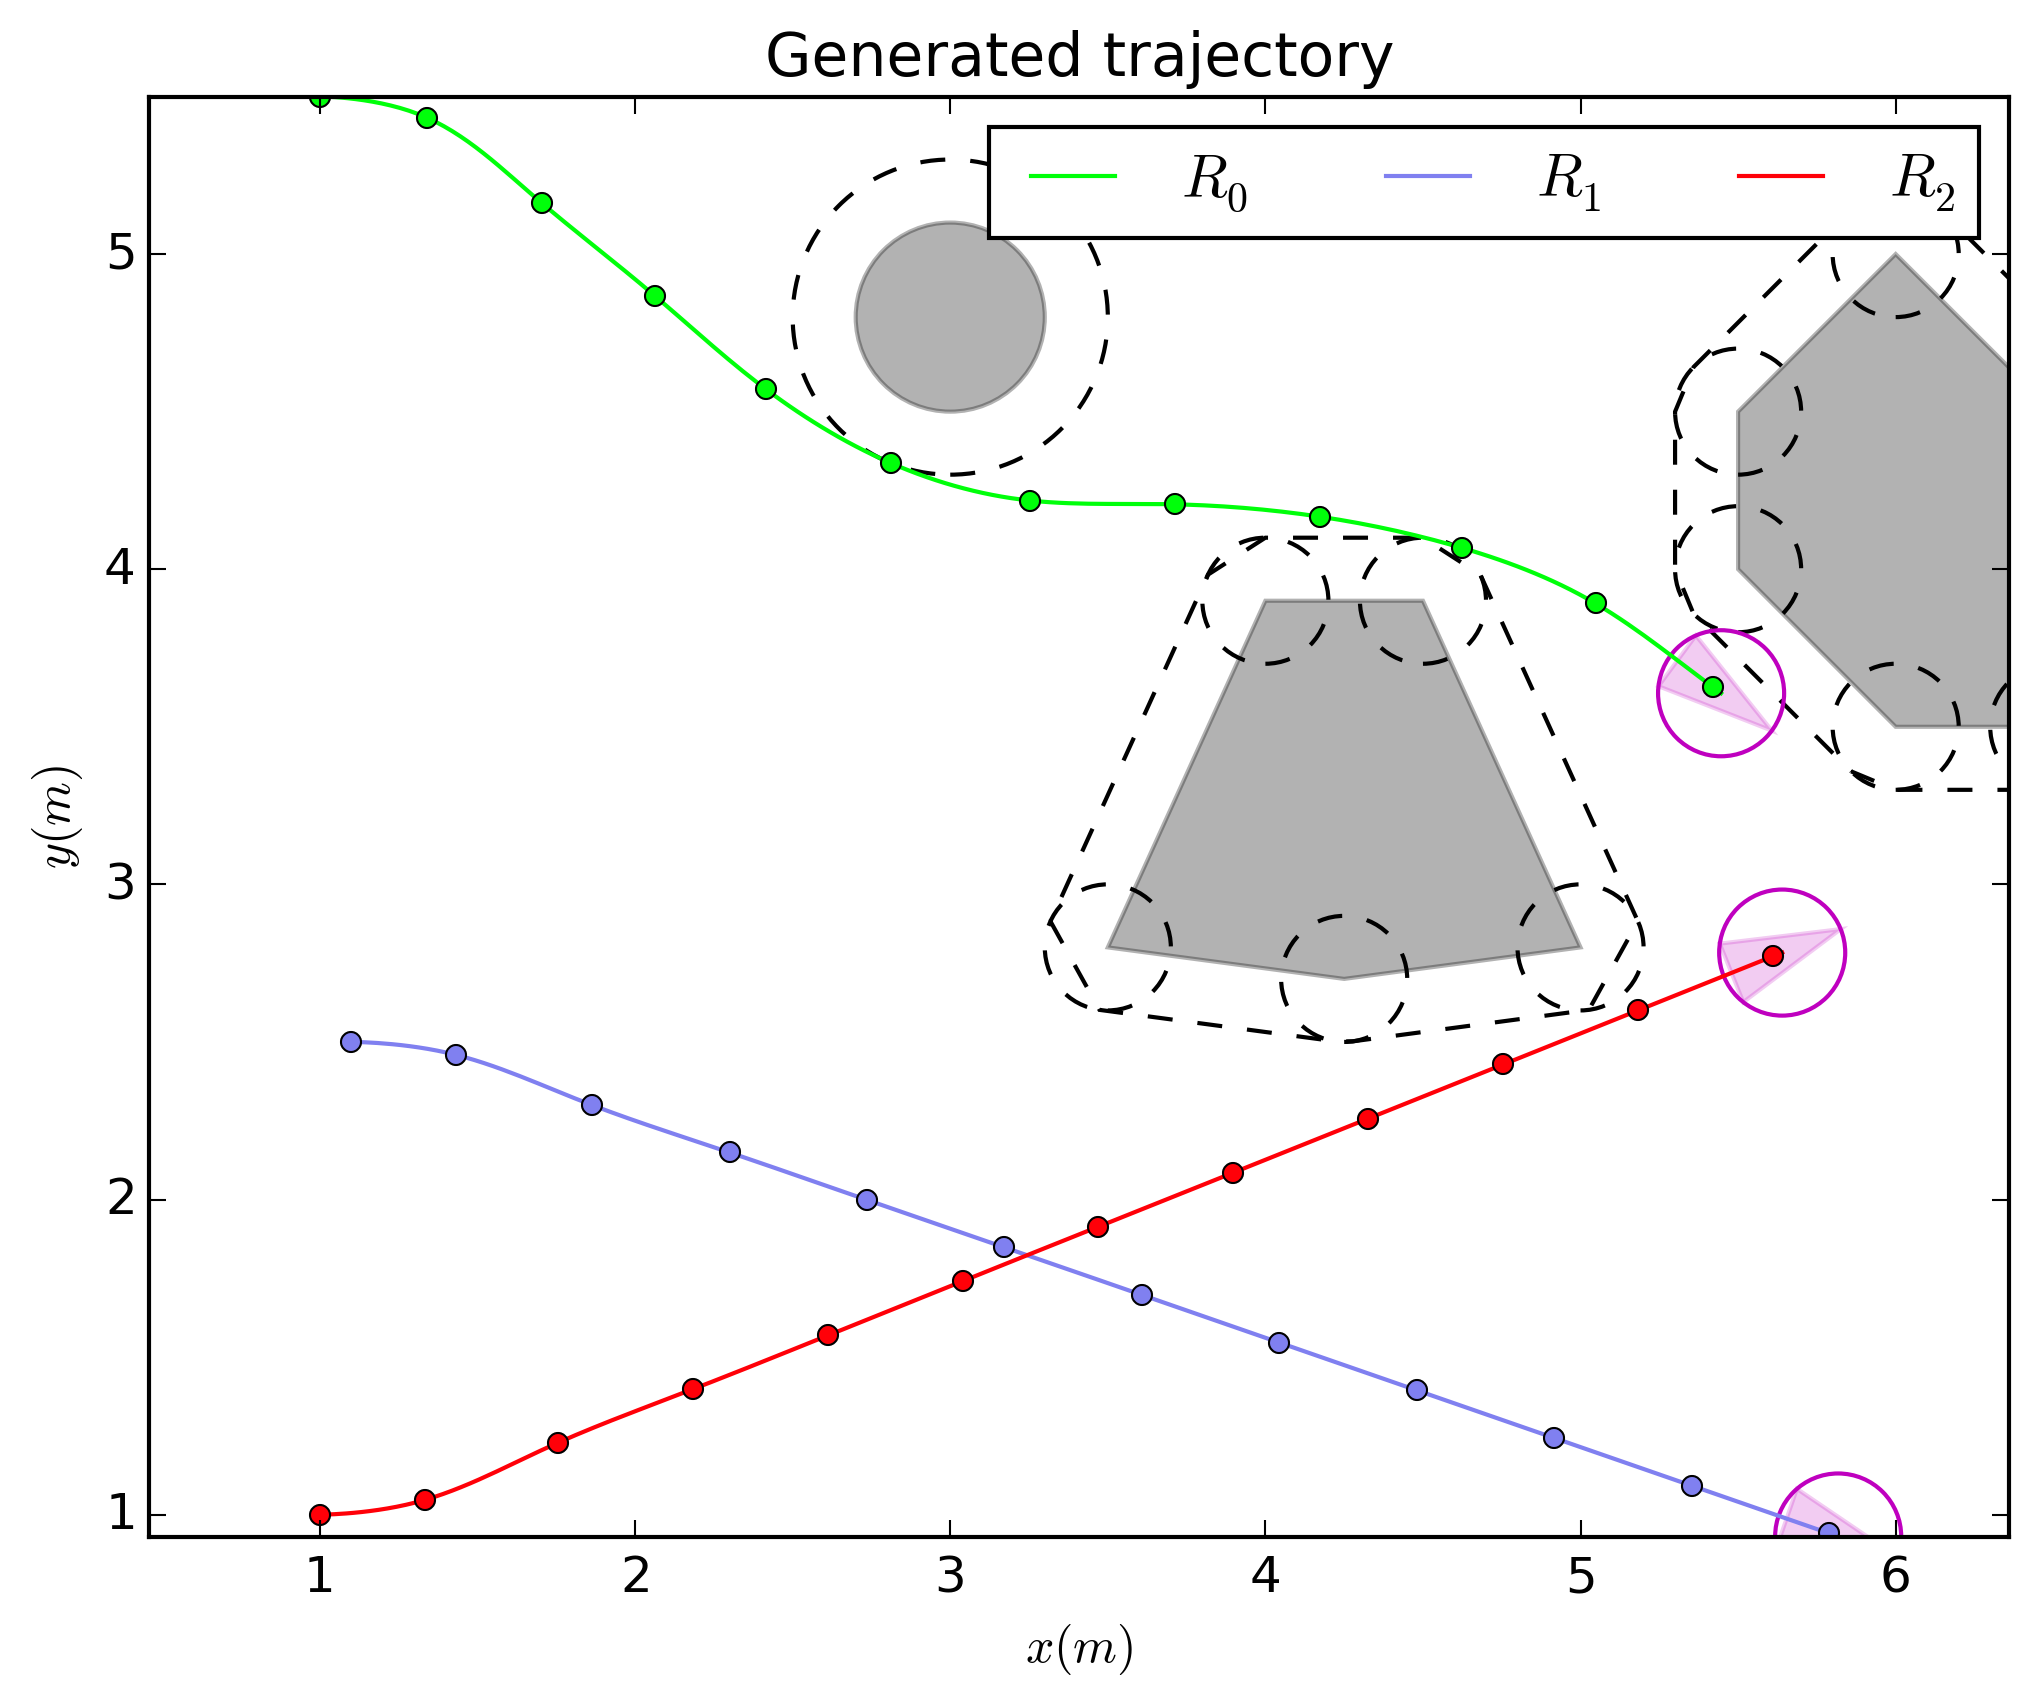 Generated trajectory
R₀ R₁ R₂
5
4
3
2
1
y(m)
1 2 3 4 5 6
x(m)